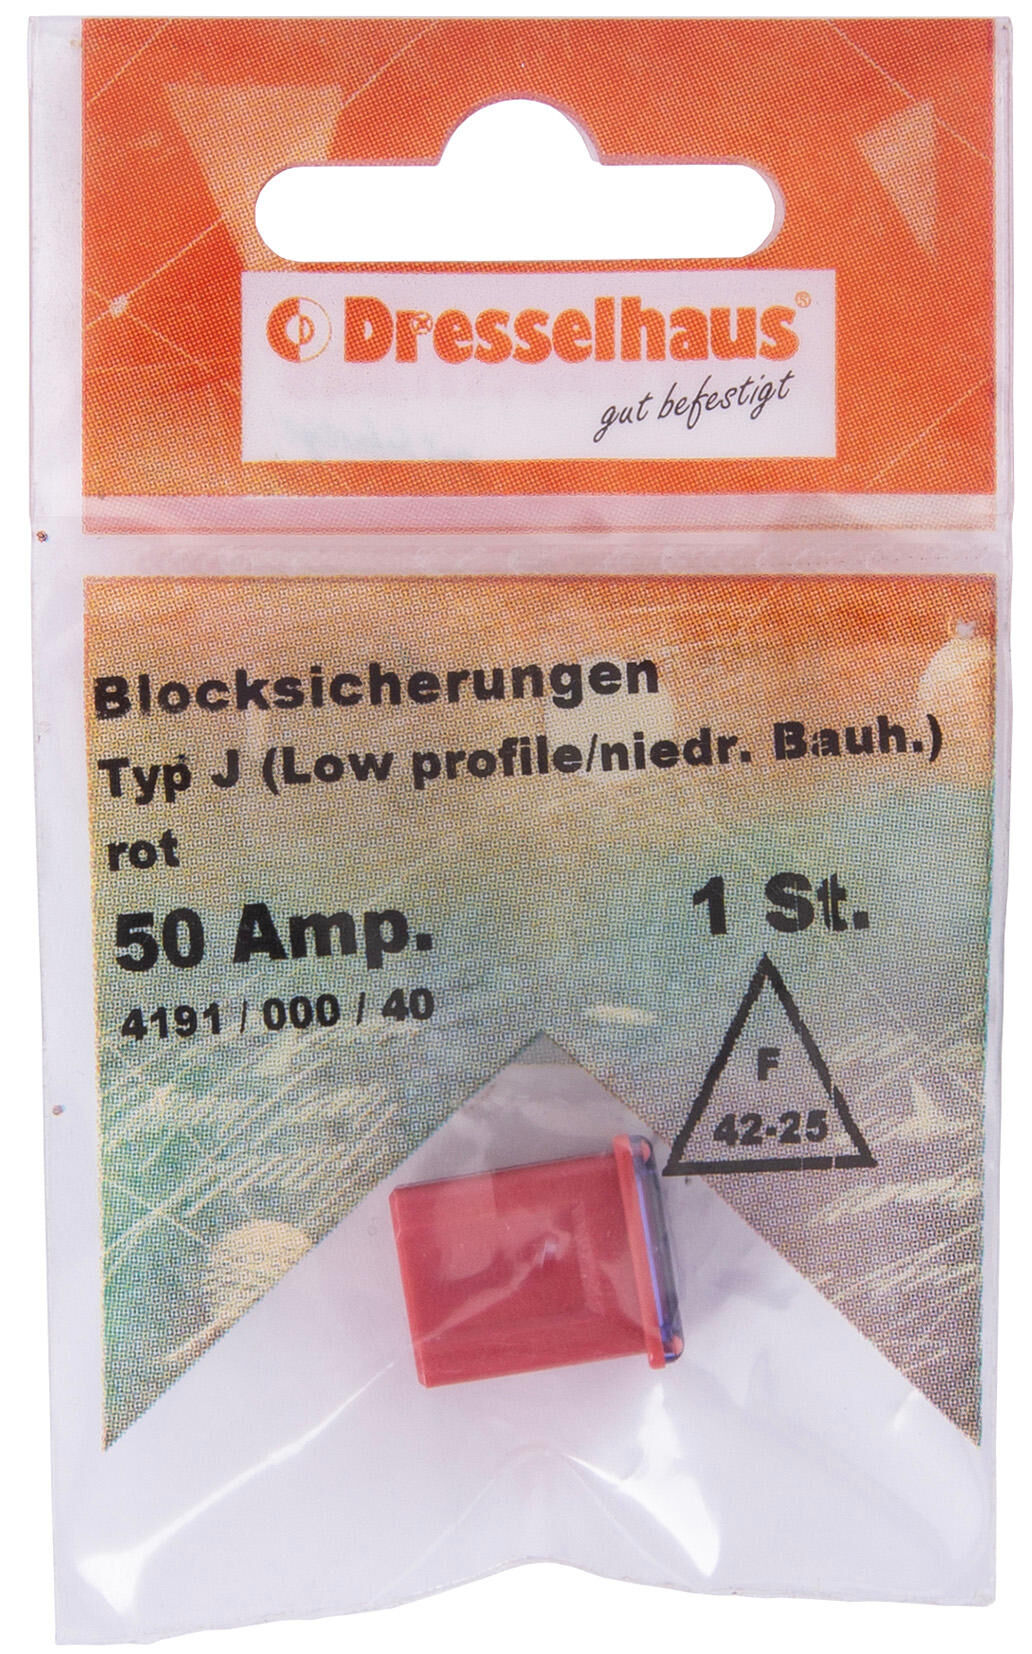 Dresselhaus®
gut befestigt
Blocksicherungen
Typ J (Low profile/niedr. Bauh.)
rot
50 Amp.
1 St.
4191 / 000 / 40
F
42-25